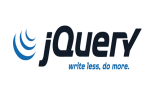 jQuery
write less, do more.